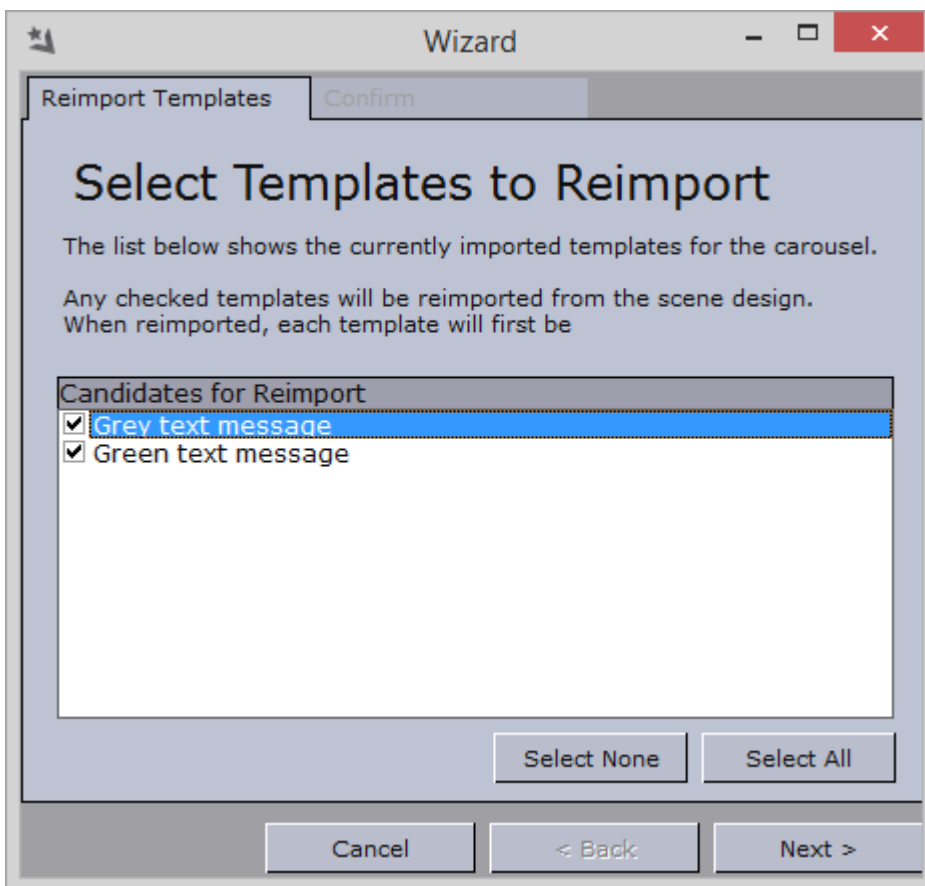 Wizard
Reimport Templates
Confirm
Select Templates to Reimport
The list below shows the currently imported templates for the carousel.
Any checked templates will be reimported from the scene design.
When reimported, each template will first be
Candidates for Reimport
Grey text message
Green text message
Select None
Select All
Cancel
< Back
Next >